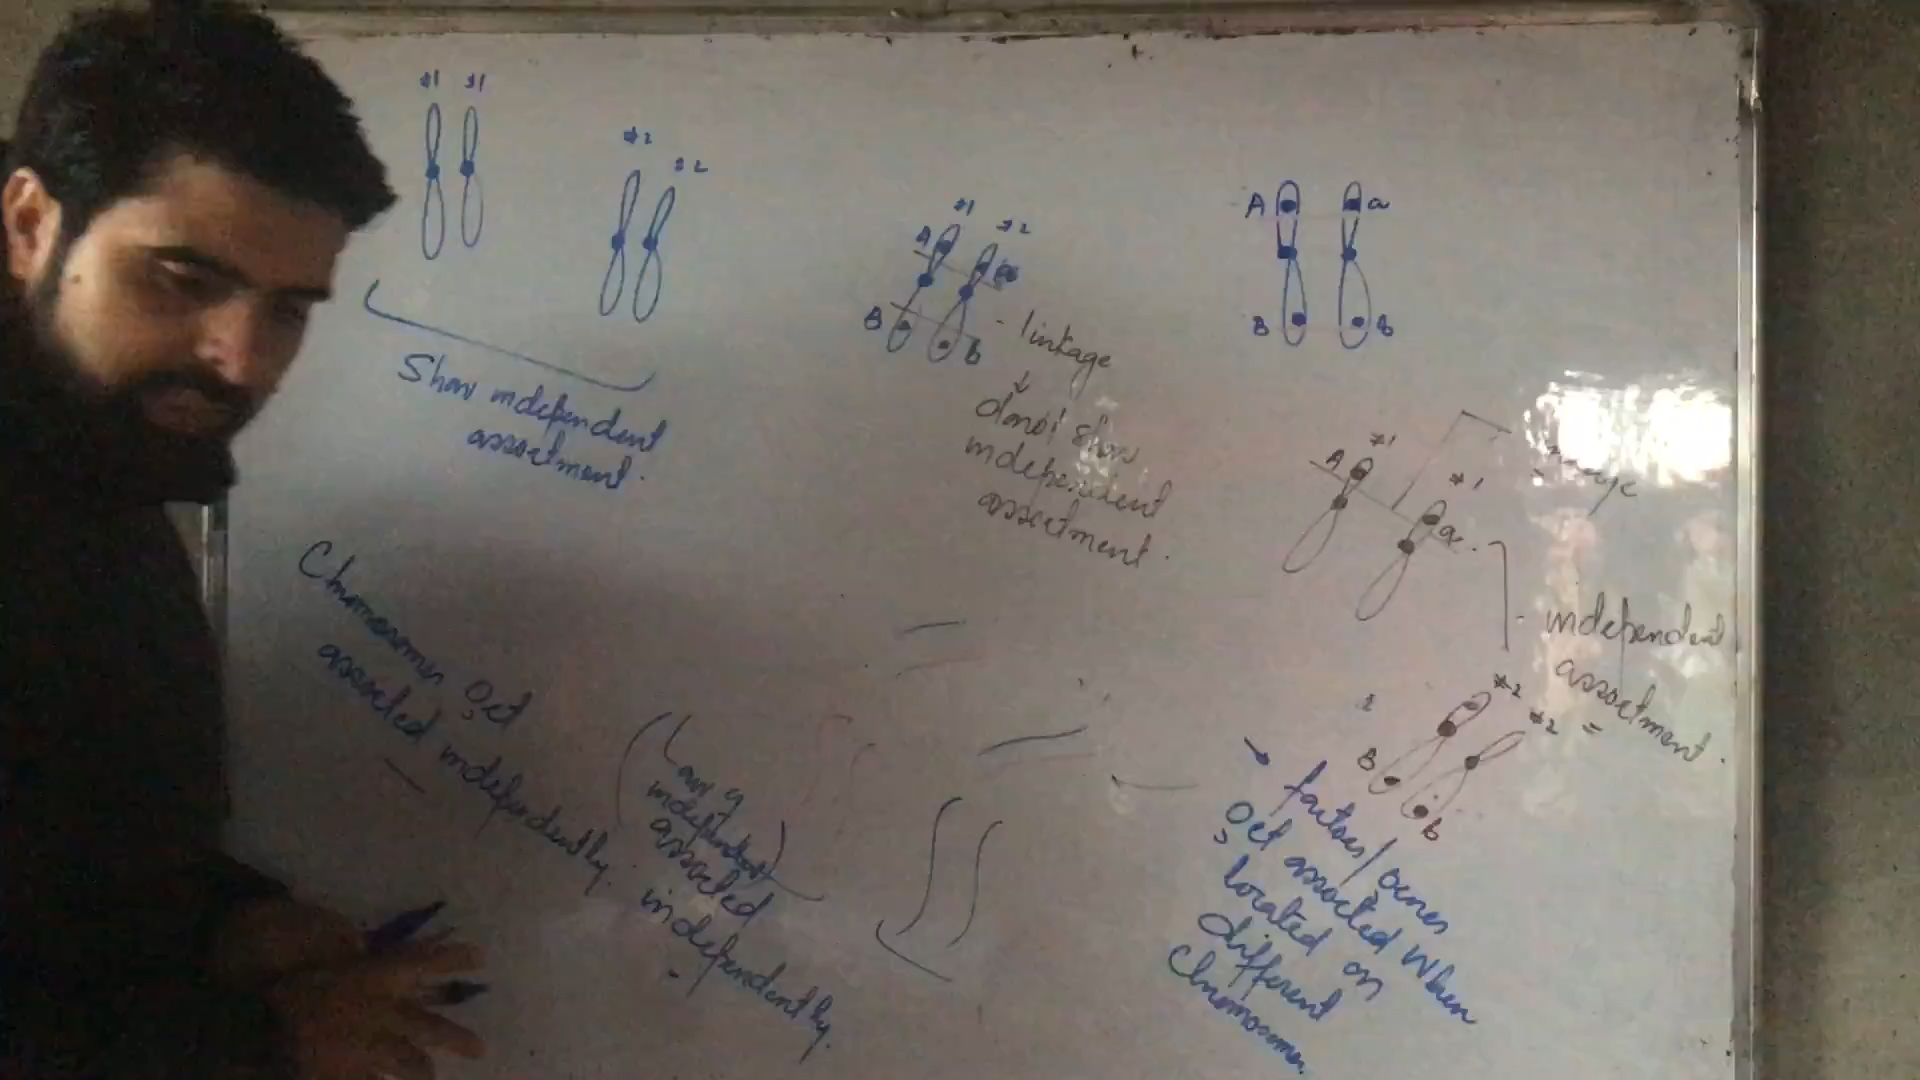 #1 #1
#2
#2
Show independent
assortment.
#1
#2
A
B
b
- linkage
↓
donot show
independent
assortment.
A a
B b
#1
A
#1
a
independent
assortment.
#2
#2 =
B
b
Chromosomes get
assorted independently.
(Law of
independent)
assorted
independently.
→ factors/genes
get assorted when
located on
different
Chromosomes.